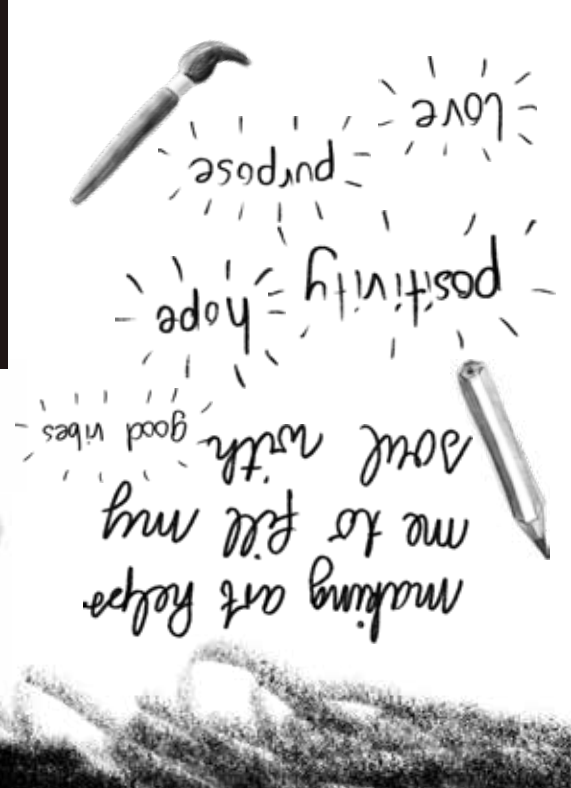 making art helps
me to fill my
soul with
good vibes
hope
positivity
purpose
Love